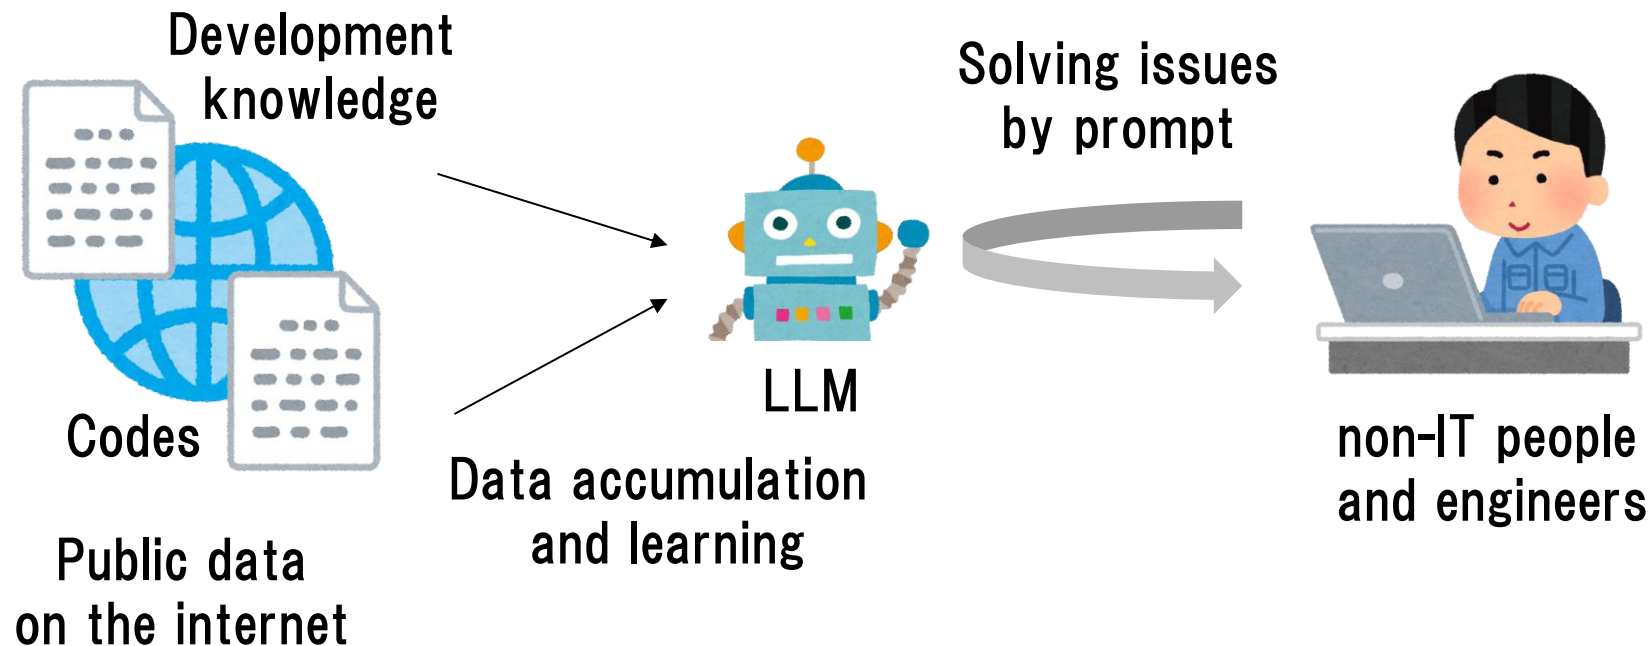 Development
knowledge
Codes
Public data
on the internet
Data accumulation
and learning
LLM
Solving issues
by prompt
non-IT people
and engineers